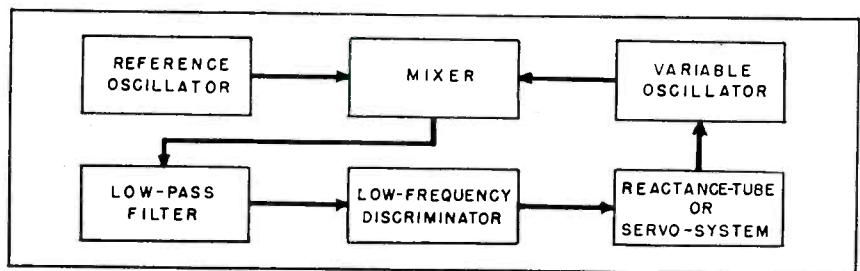 REFERENCE
OSCILLATOR
MIXER
VARIABLE
OSCILLATOR
LOW-PASS
FILTER
LOW-FREQUENCY
DISCRIMINATOR
REACTANCE-TUBE
OR
SERVO-SYSTEM